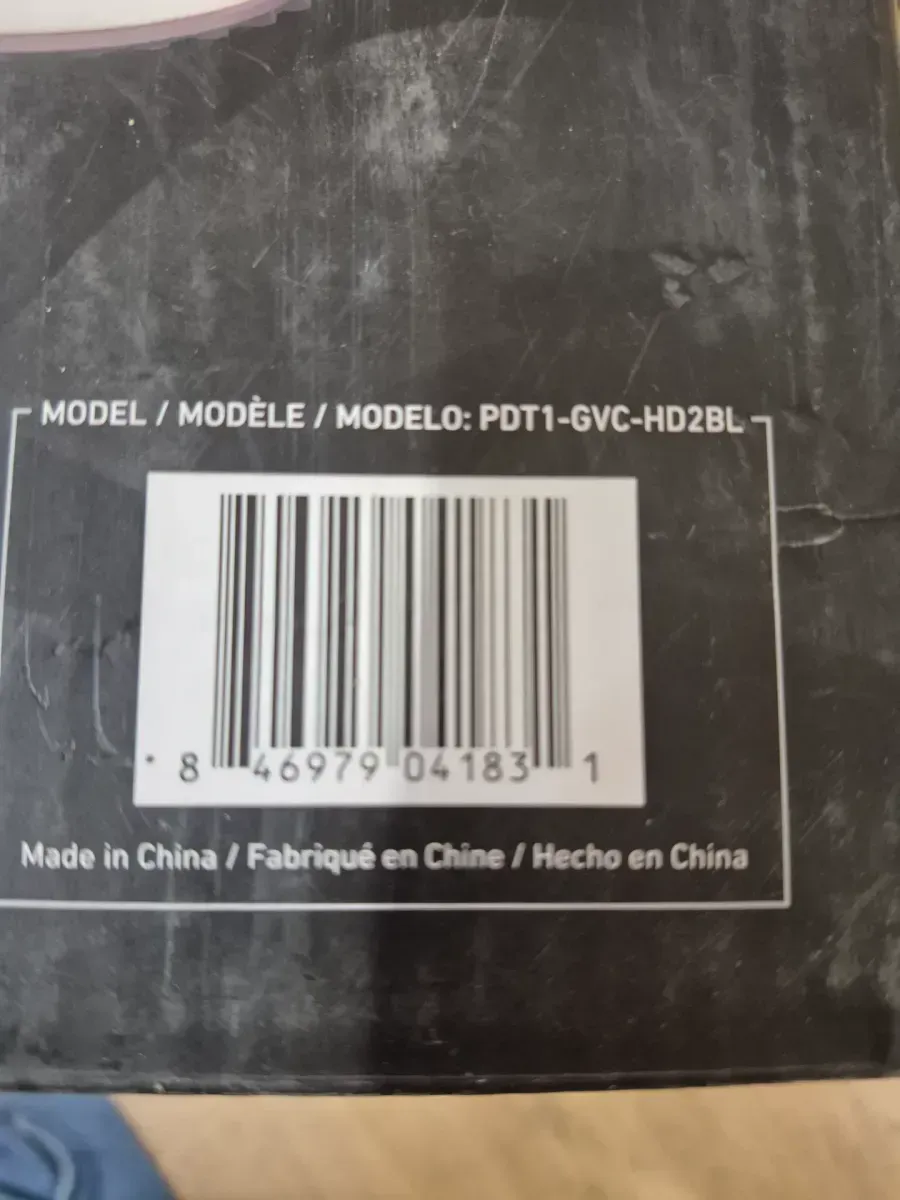 MODEL / MODÈLE / MODELO: PDT1-GVC-HD2BL
8 46979 04183 1
Made in China / Fabriqué en Chine / Hecho en China